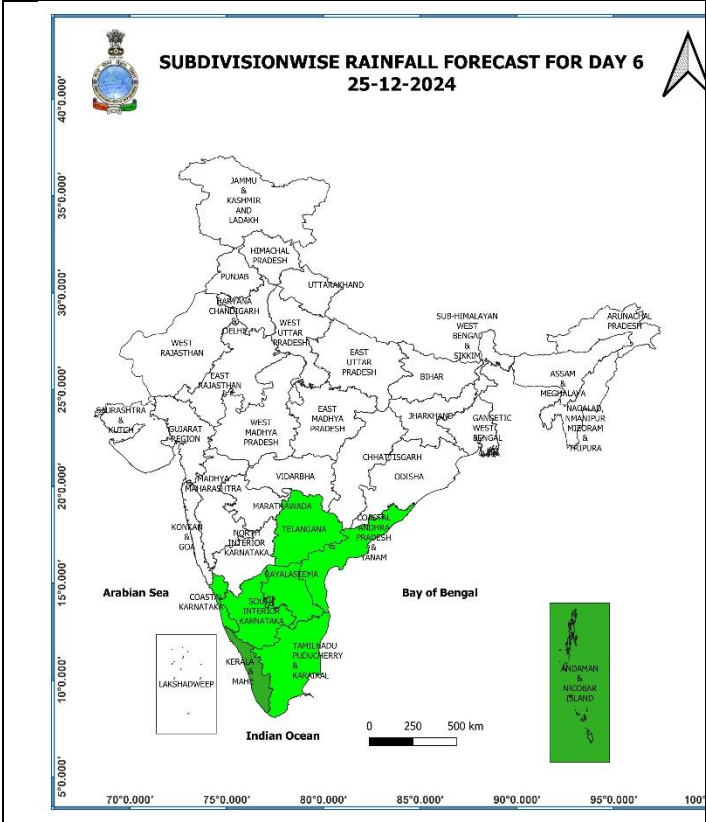 SUBDIVISIONWISE RAINFALL FORECAST FOR DAY 6
25-12-2024
40°0.000'
35°0.000'
30°0.000'
25°0.000'
20°0.000'
15°0.000'
10°0.000'
5°0.000'
JAMMU
&
KASHMIR
AND
LADAKH
HIMACHAL
PRADESH
PUNJAB
UTTARAKHAND
HARYANA
CHANDIGARH
&
DELHI
WEST
RAJASTHAN
WEST
UTTAR
PRADESH
EAST
UTTAR
PRADESH
SUB-HIMALAYAN
WEST
BENGAL
&
SIKKIM
ARUNACHAL
PRADESH
EAST
RAJASTHAN
BIHAR
ASSAM
&
MEGHALAYA
SAURASHTRA
&
KUTCH
GUJARAT
REGION
WEST
MADHYA
PRADESH
EAST
MADHYA
PRADESH
JHARKHAND
GANGETIC
WEST
BENGAL
NAGALAD
NMANIPUR
MIZORAM
&
TRIPURA
CHHATTISGARH
ODISHA
MADHYA
MAHARASHTRA
VIDARBHA
MARATHAWADA
KONKAN
&
GOA
NORTH
INTERIOR
KARNATAKA
TELANGANA
COASTAL
ANDHRA
PRADESH
&
YANAM
RAYALASEEMA
Arabian Sea
Bay of Bengal
COASTAL
KARNATAKA
SOUTH
INTERIOR
KARNATAKA
TAMILNADU
PUDUCHERRY
&
KARAIKAL
KERALA
&
MAHE
LAKSHADWEEP
ANDAMAN
&
NICOBAR
ISLAND
Indian Ocean
0 250 500 km
70°0.000' 75°0.000' 80°0.000' 85°0.000' 90°0.000' 95°0.000' 100°